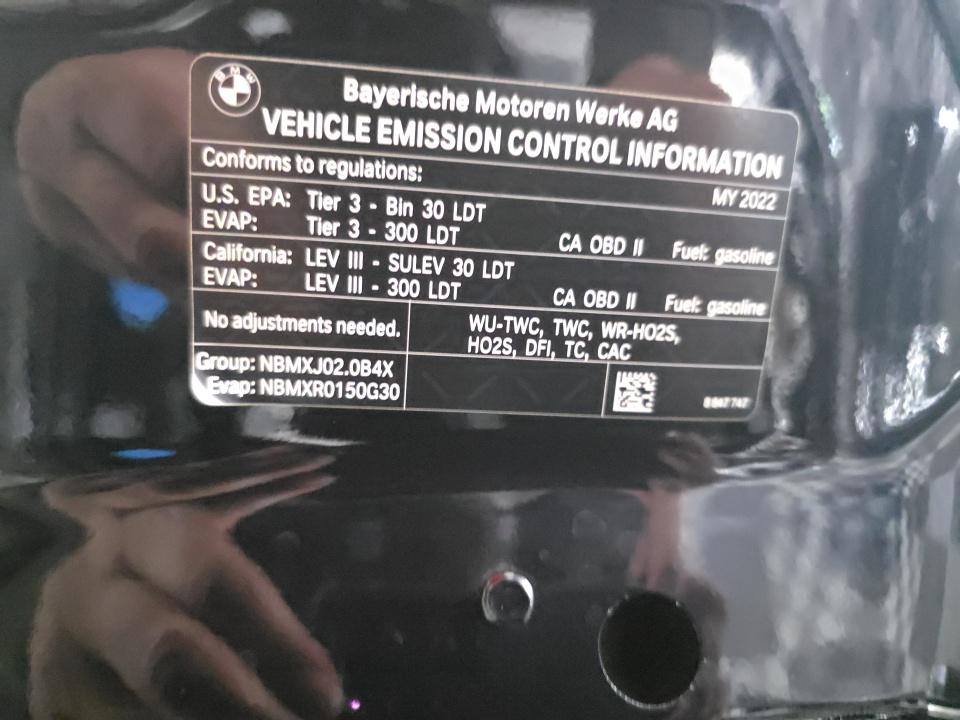 BMW
Bayerische Motoren Werke AG
VEHICLE EMISSION CONTROL INFORMATION
Conforms to regulations:
MY 2022
U.S. EPA: Tier 3 - Bin 30 LDT
EVAP: Tier 3 - 300 LDT CA OBD II Fuel: gasoline
California: LEV III - SULEV 30 LDT
EVAP: LEV III - 300 LDT CA OBD II Fuel: gasoline
No adjustments needed.
WU-TWC, TWC, WR-HO2S,
HO2S, DFI, TC, CAC
Group: NBMXJ02.0B4X
Evap: NBMXR0150G30